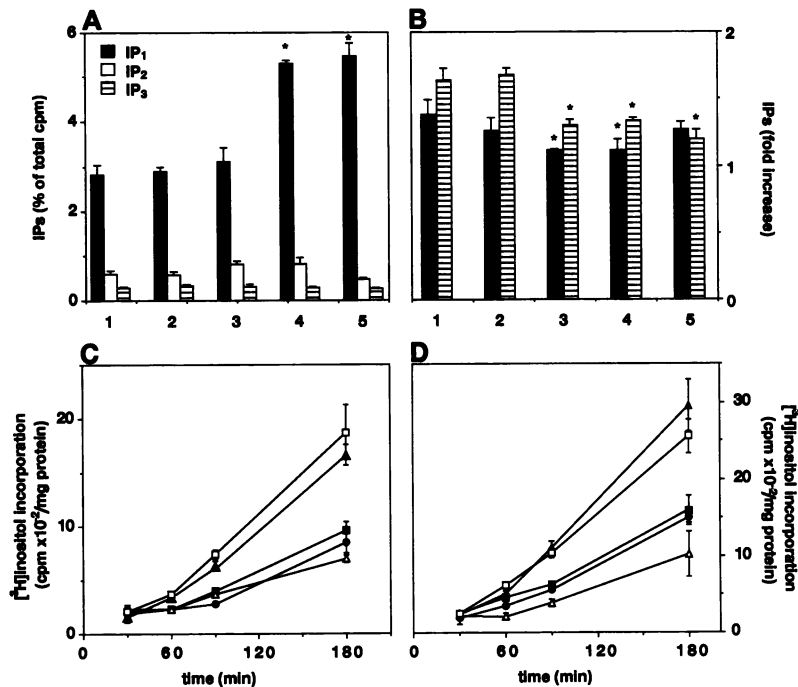 A
B
6
4
2
0
IPs (% of total cpm)
IP1
IP2
IP3
*
*
1 2 3 4 5
2
1
0
IPs (fold increase)
*
*
*
*
*
1 2 3 4 5
C
D
20
10
0
[³H]inositol incorporation
(cpm x10⁻²/mg protein)
0 60 120 180
time (min)
30
20
10
0
[³H]inositol incorporation
(cpm x10⁻²/mg protein)
0 60 120 180
time (min)